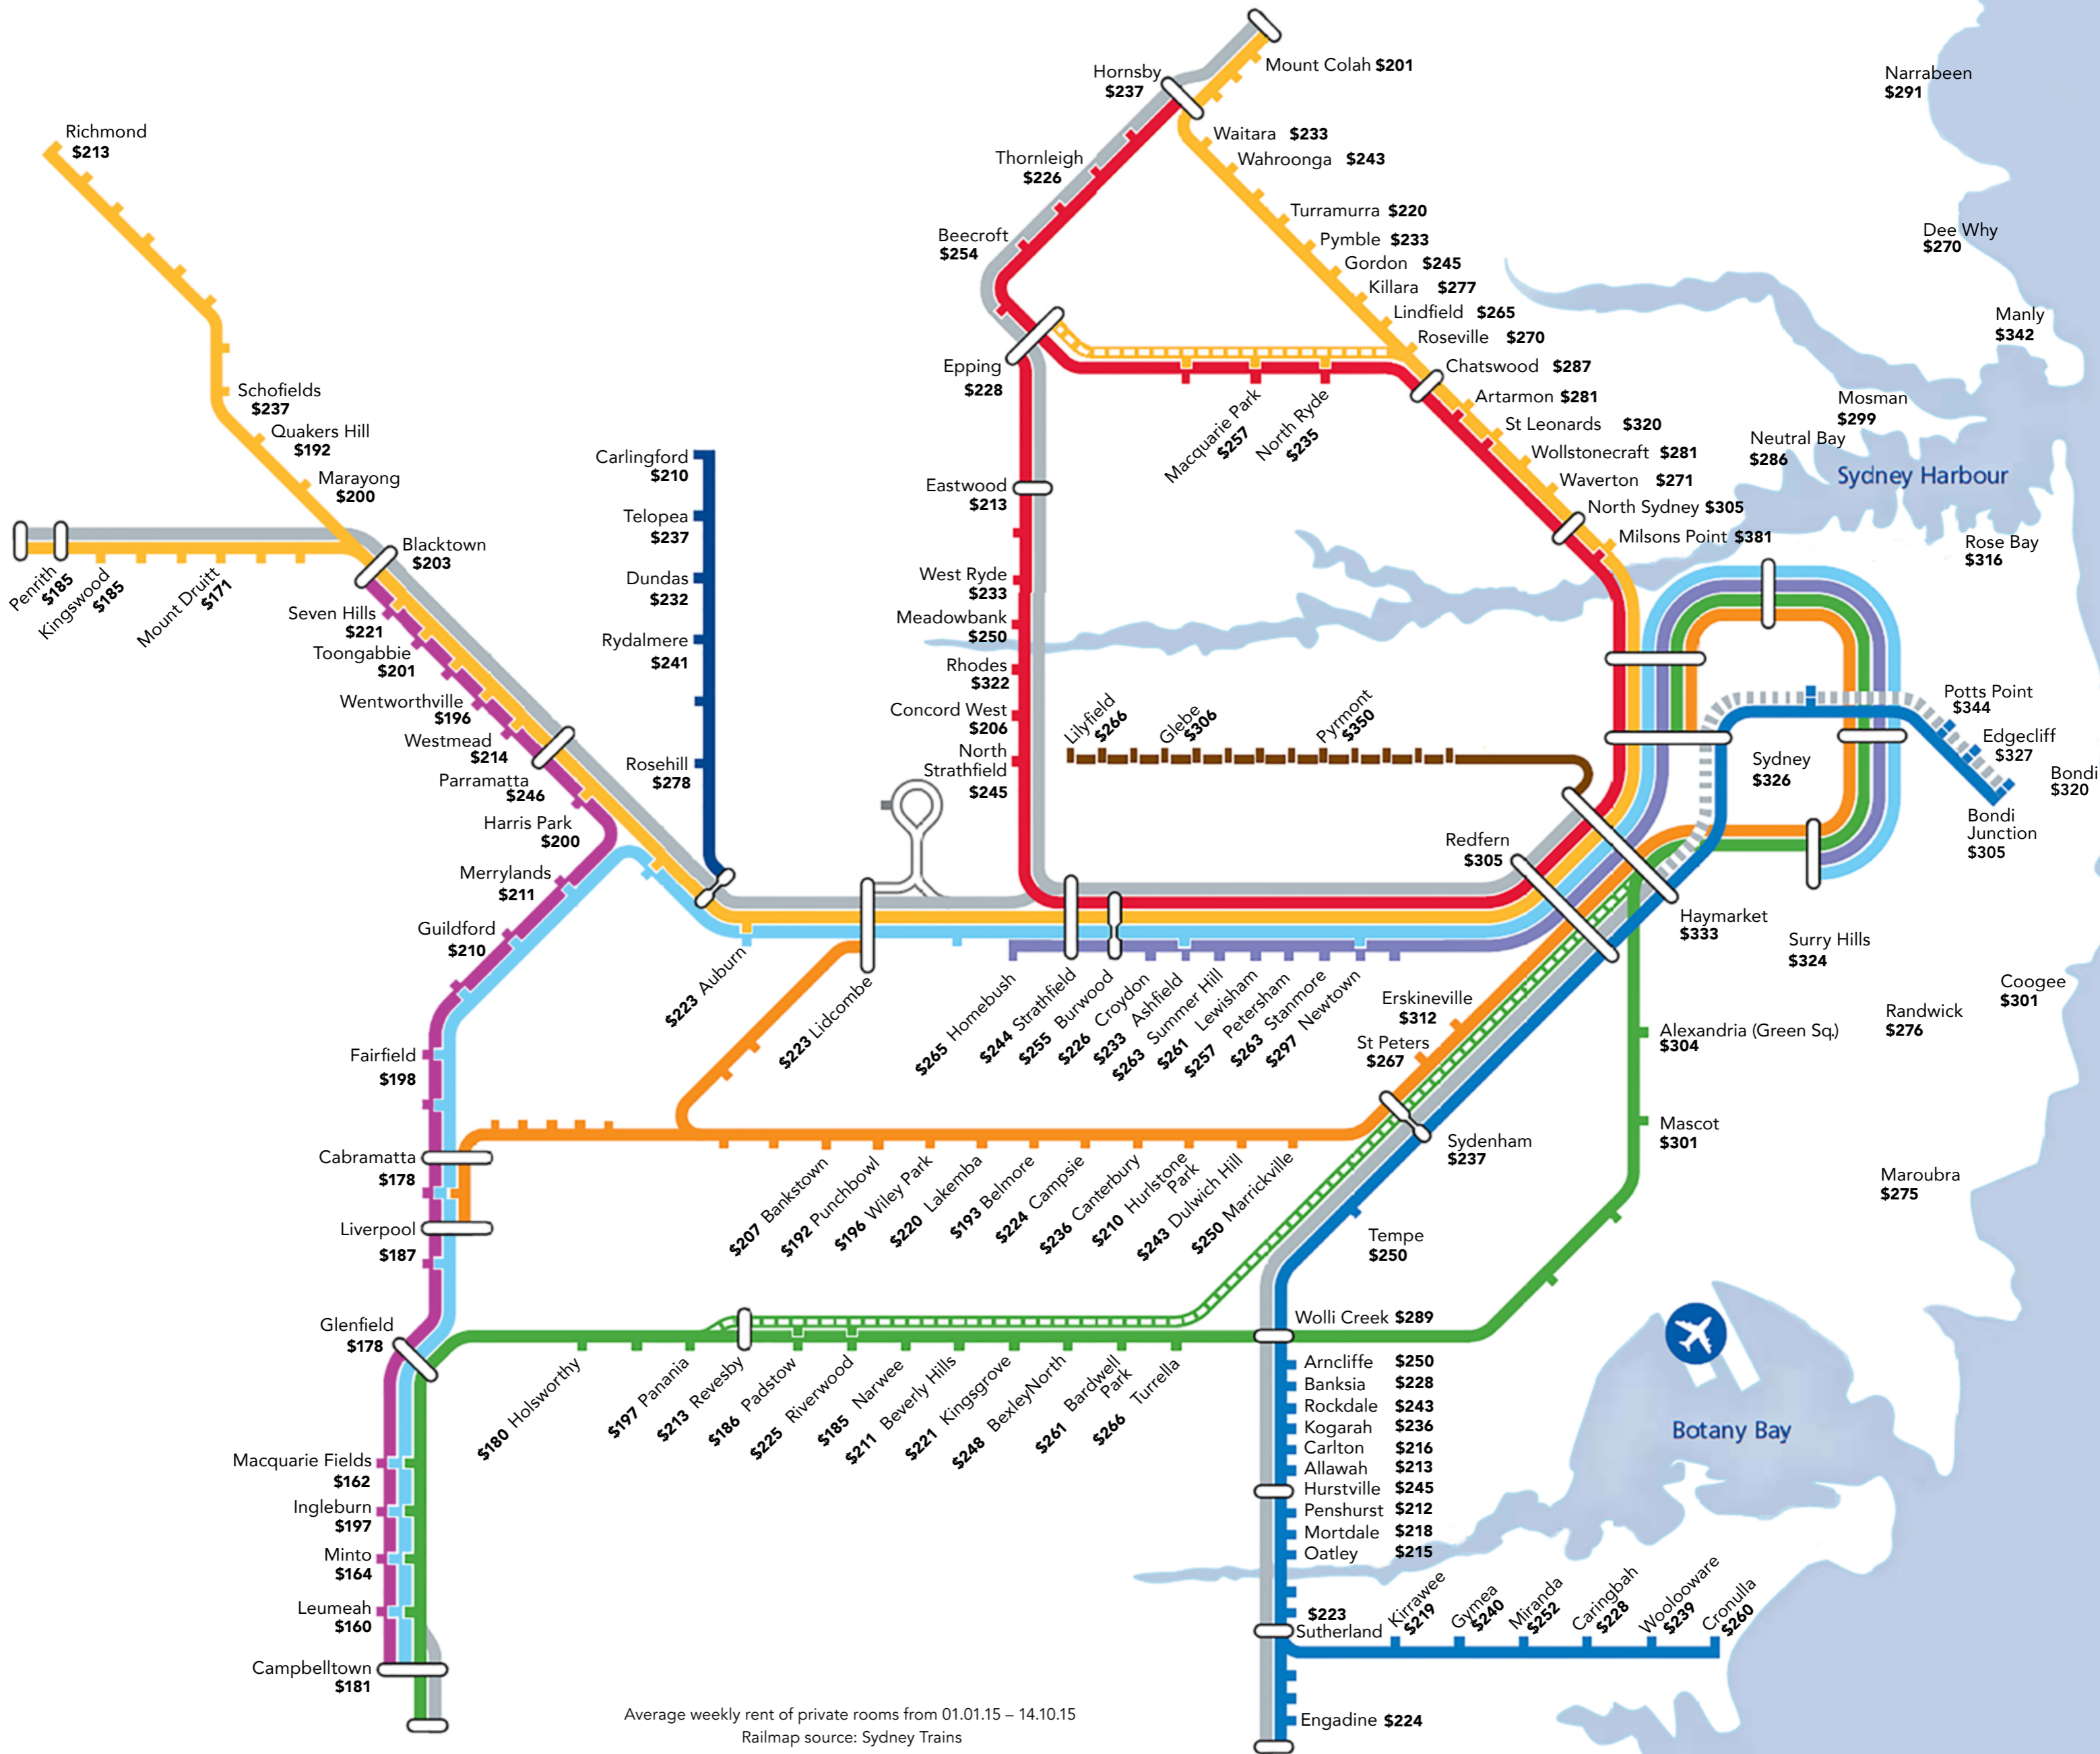 Richmond
$213
Schofields
$237
Quakers Hill
$192
Marayong
$200
Blacktown
$203
Penrith
$185
Kingswood
$185
Mount Druitt
$171
Seven Hills
$221
Toongabbie
$201
Wentworthville
$196
Westmead
$214
Parramatta
$246
Harris Park
$200
Merrylands
$211
Guildford
$210
Fairfield
$198
Cabramatta
$178
Liverpool
$187
Glenfield
$178
Macquarie Fields
$162
Ingleburn
$197
Minto
$164
Leumeah
$160
Campbelltown
$181
Carlingford
$210
Telopea
$237
Dundas
$232
Rydalmere
$241
Rosehill
$278
Hornsby
$237
Thornleigh
$226
Beecroft
$254
Epping
$228
Eastwood
$213
West Ryde
$233
Meadowbank
$250
Rhodes
$322
Concord West
$206
North
Strathfield
$245
Mount Colah $201
Waitara $233
Wahroonga $243
Turramurra $220
Pymble $233
Gordon $245
Killara $277
Lindfield $265
Roseville $270
Chatswood $287
Artarmon $281
St Leonards $320
Wollstonecraft $281
Waverton $271
North Sydney $305
Milsons Point $381
Macquarie Park
$257
North Ryde
$235
Narrabeen
$291
Dee Why
$270
Manly
$342
Mosman
$299
Neutral Bay
$286
Sydney Harbour
Rose Bay
$316
Potts Point
$344
Edgecliff
$327
Bondi
$320
Bondi
Junction
$305
Sydney
$326
Lilyfield
$266
Glebe
$306
Pyrmont
$350
Redfern
$305
Haymarket
$333
Surry Hills
$324
Coogee
$301
Randwick
$276
Alexandria (Green Sq)
$304
Mascot
$301
Maroubra
$275
$223 Auburn
$223 Lidcombe
$265 Homebush
$244 Strathfield
$255 Burwood
$226 Croydon
$233 Ashfield
$263 Summer Hill
$261 Lewisham
$257 Petersham
$263 Stanmore
$297 Newtown
Erskineville
$312
St Peters
$267
Sydenham
$237
Tempe
$250
$207 Bankstown
$192 Punchbowl
$196 Wiley Park
$220 Lakemba
$193 Belmore
$224 Campsie
$236 Canterbury
$210 Hurlstone
Park
$243 Dulwich Hill
$250 Marrickville
Wolli Creek $289
$180 Holsworthy
$197 Panania
$213 Revesby
$186 Padstow
$225 Riverwood
$185 Narwee
$211 Beverly Hills
$221 Kingsgrove
$248 BexleyNorth
$261 Bardwell
Park
$266 Turrella
Arncliffe $250
Banksia $228
Rockdale $243
Kogarah $236
Carlton $216
Allawah $213
Hurstville $245
Penshurst $212
Mortdale $218
Oatley $215
$223
Sutherland
Kirrawee
$219
Gymea
$240
Miranda
$252
Caringbah
$228
Woolooware
$239
Cronulla
$260
Engadine $224
Botany Bay
Average weekly rent of private rooms from 01.01.15 – 14.10.15
Railmap source: Sydney Trains